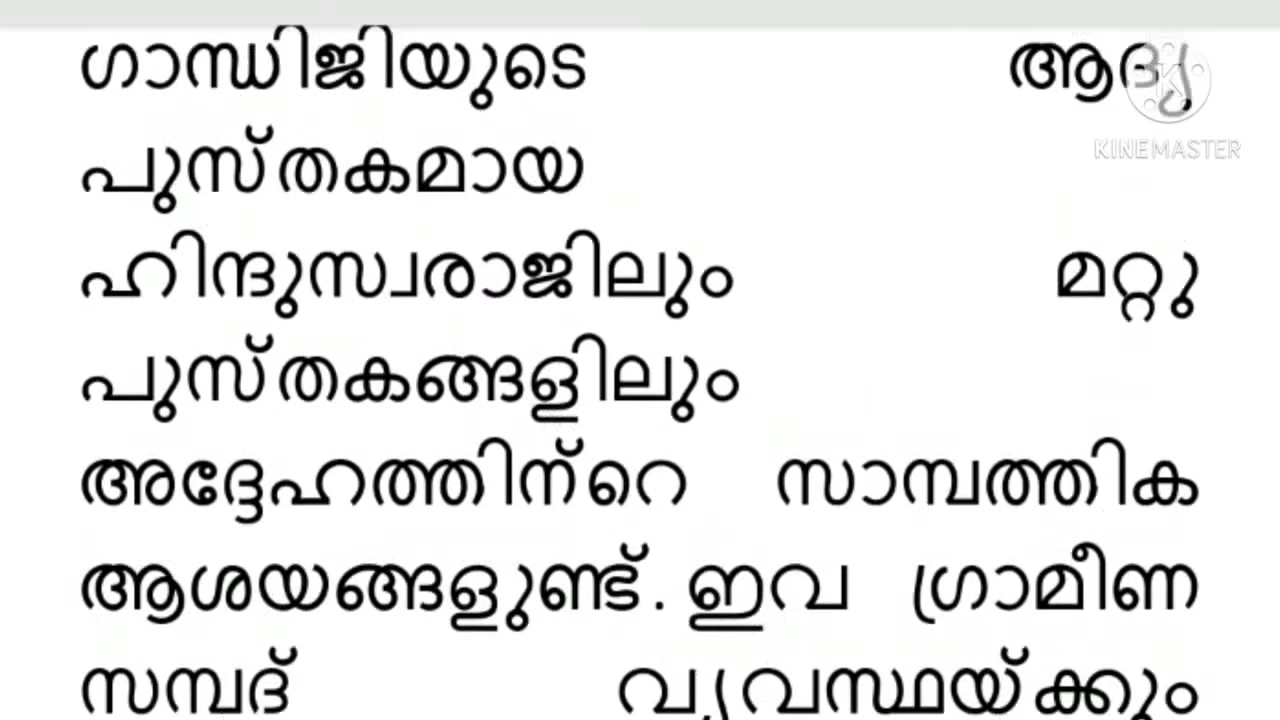 ഗാന്ധിജിയുടെ ആദ്യ
KINEMASTER
പുസ്തകമായ
ഹിന്ദുസ്വരാജിലും മറ്റു
പുസ്തകങ്ങളിലും
അദ്ദേഹത്തിന്റെ സാമ്പത്തിക
ആശയങ്ങളുണ്ട്. ഇവ ഗ്രാമീണ
സമ്പദ് വ്യവസ്ഥയ്ക്കും